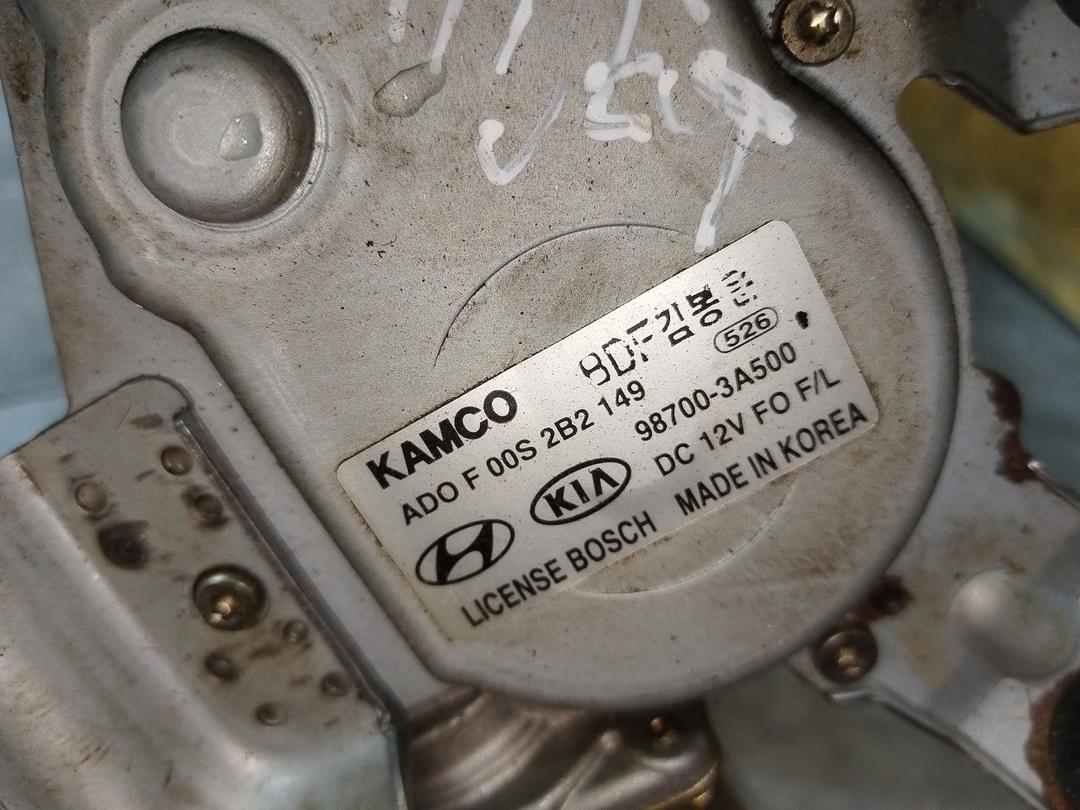 8DF김봉
526
KAMCO
ADO F 00S 2B2 149
98700-3A500
KIA
DC 12V FO F/L
LICENSE BOSCH MADE IN KOREA